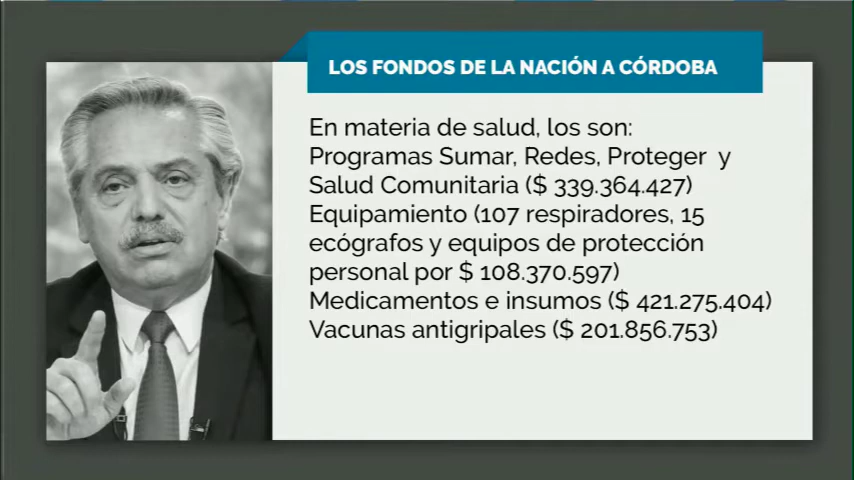 LOS FONDOS DE LA NACIÓN A CÓRDOBA
En materia de salud, los son:
Programas Sumar, Redes, Proteger y
Salud Comunitaria ($ 339.364.427)
Equipamiento (107 respiradores, 15
ecógrafos y equipos de protección
personal por $ 108.370.597)
Medicamentos e insumos ($ 421.275.404)
Vacunas antigripales ($ 201.856.753)